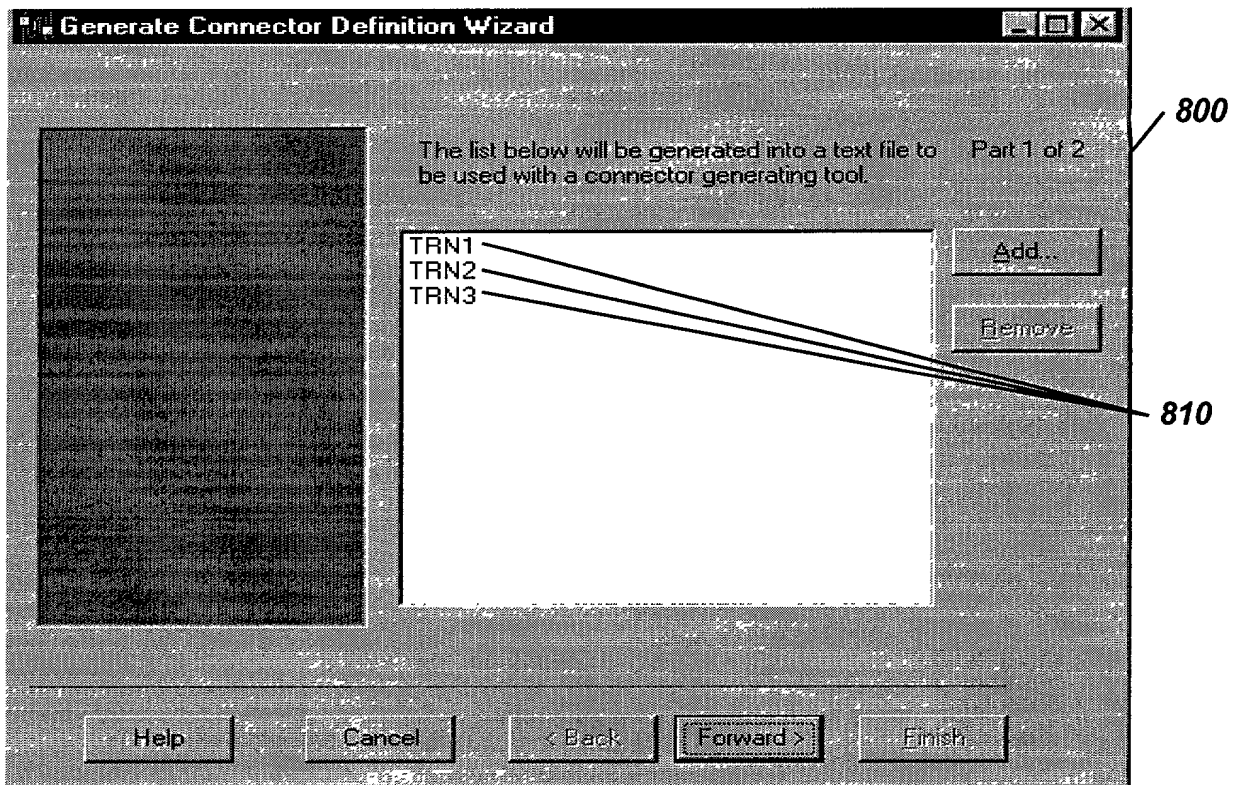 Generate Connector Definition Wizard
800
The list below will be generated into a text file to
be used with a connector generating tool.
Part 1 of 2
TRN1
TRN2
TRN3
Add...
Remove
810
Help
Cancel
< Back
Forward >
Finish